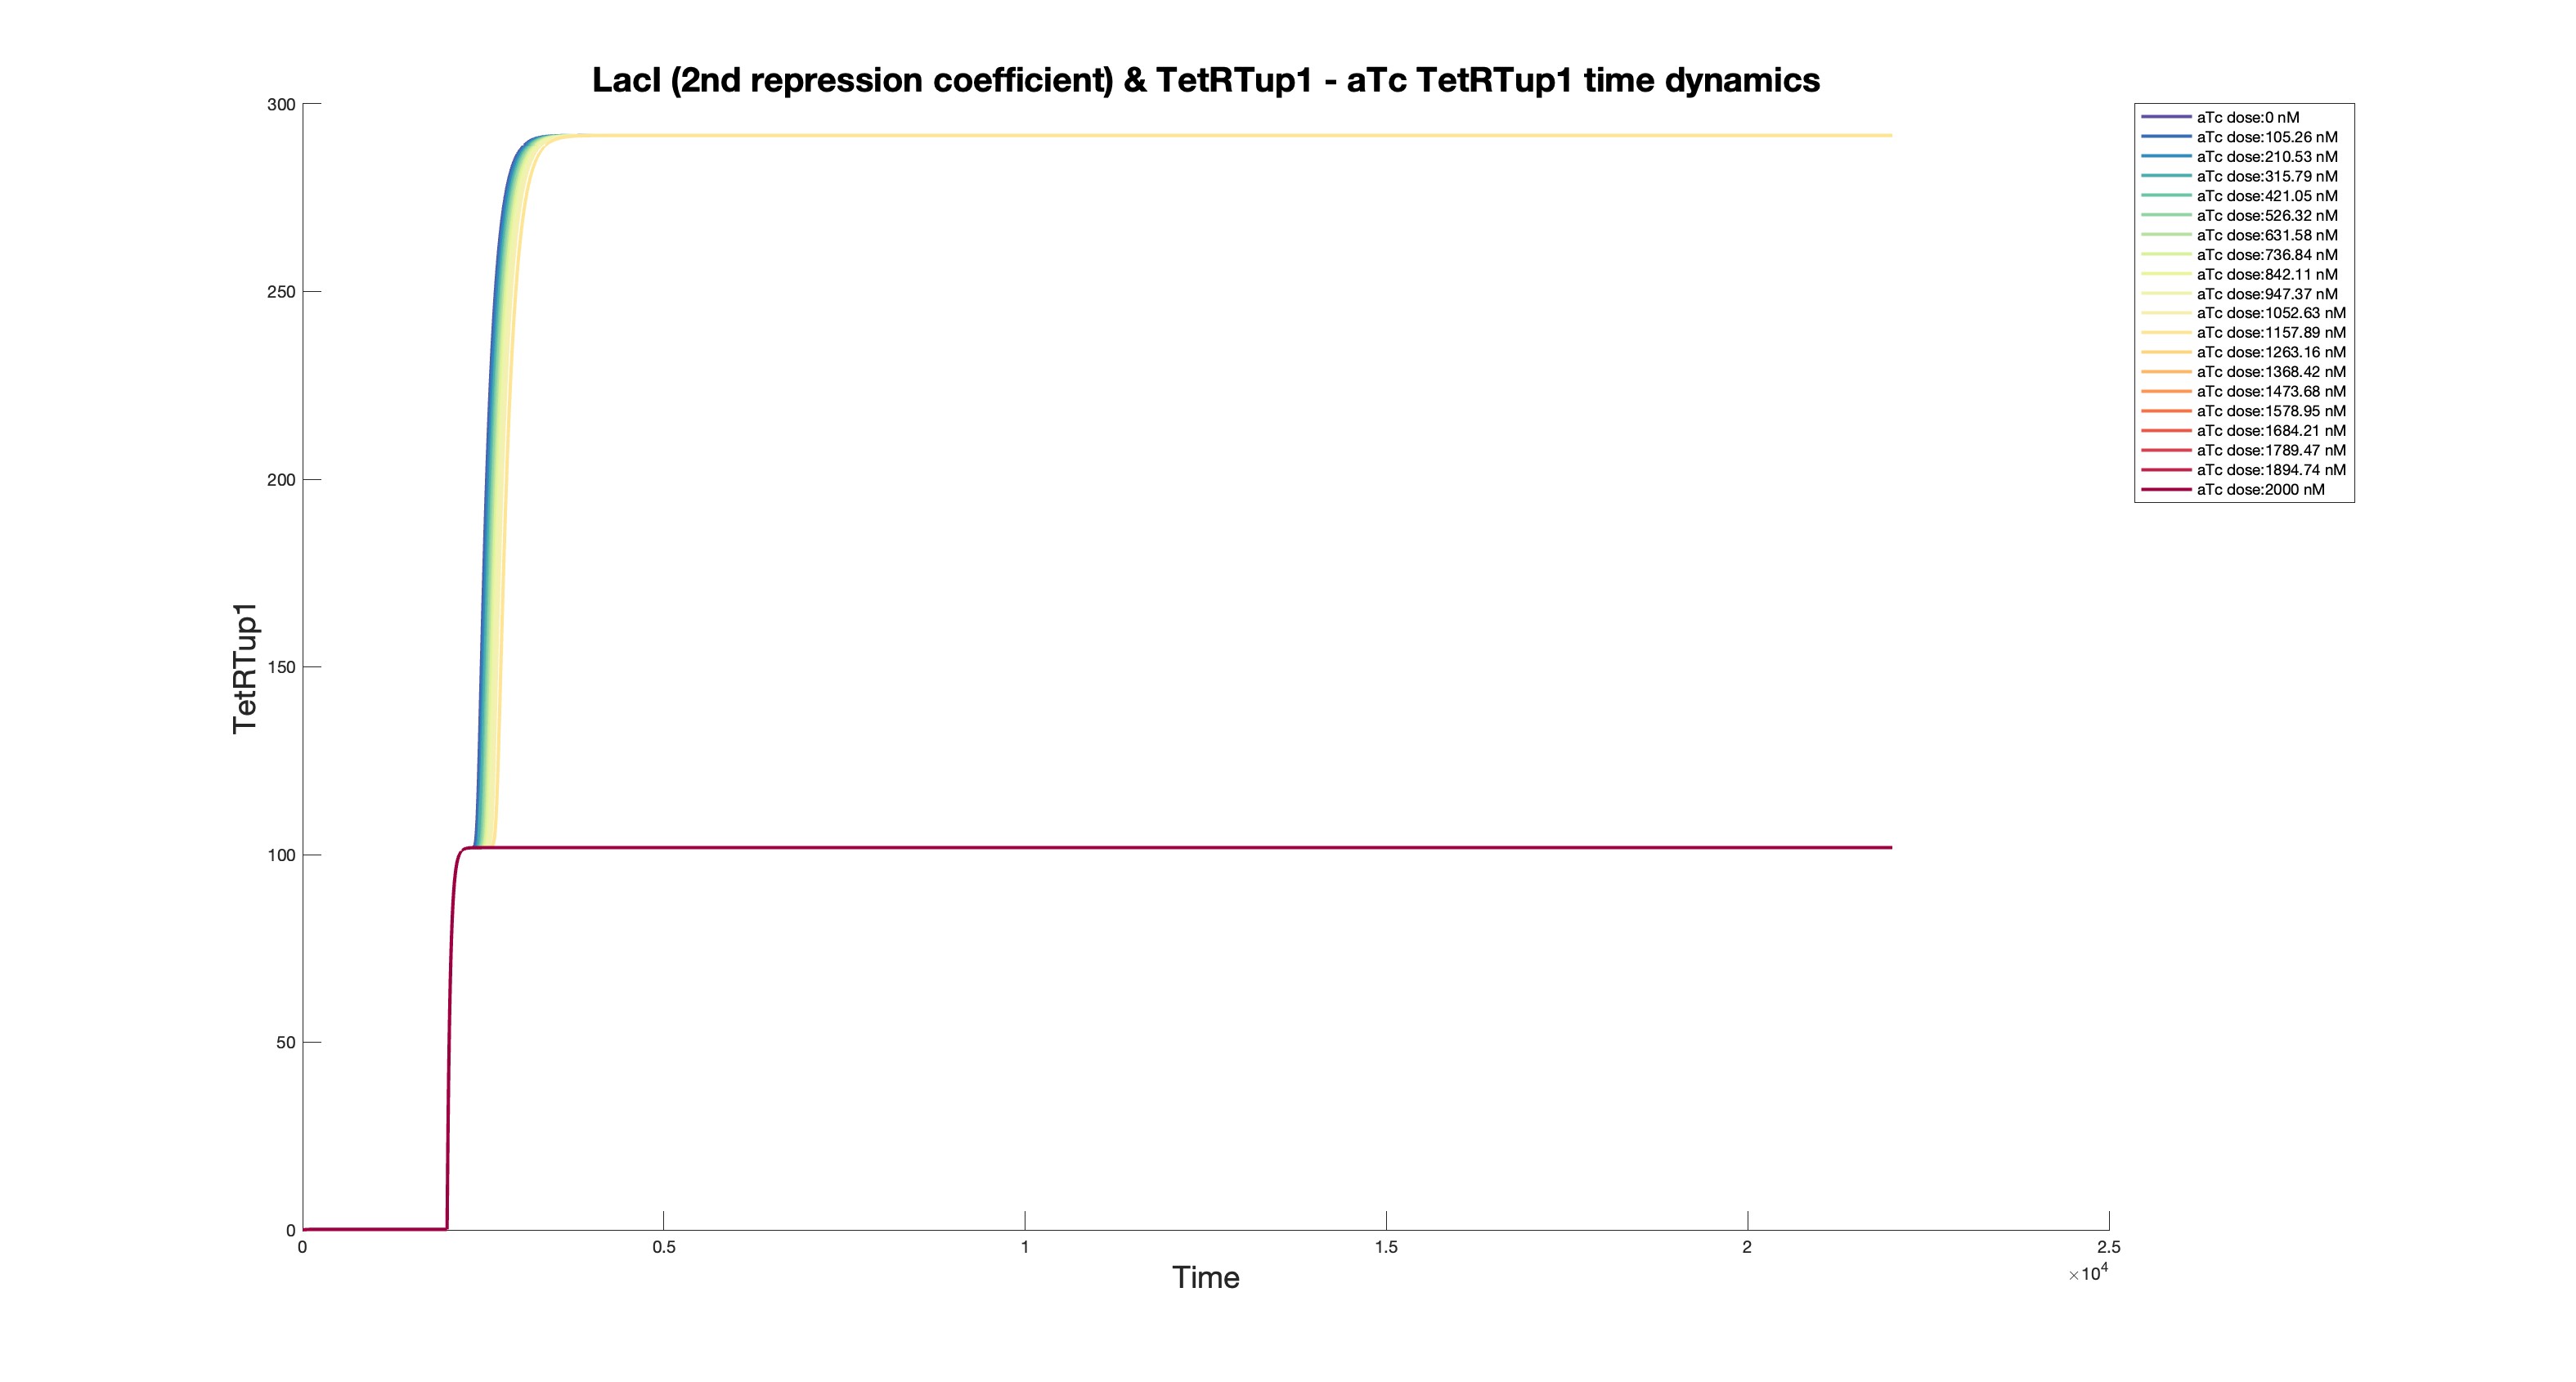 LacI (2nd repression coefficient) & TetRTup1 - aTc TetRTup1 time dynamics
300
250
200
150
100
50
0
TetRTup1
0 0.5 1 1.5 2 2.5
×10⁴
Time
aTc dose:0 nM
aTc dose:105.26 nM
aTc dose:210.53 nM
aTc dose:315.79 nM
aTc dose:421.05 nM
aTc dose:526.32 nM
aTc dose:631.58 nM
aTc dose:736.84 nM
aTc dose:842.11 nM
aTc dose:947.37 nM
aTc dose:1052.63 nM
aTc dose:1157.89 nM
aTc dose:1263.16 nM
aTc dose:1368.42 nM
aTc dose:1473.68 nM
aTc dose:1578.95 nM
aTc dose:1684.21 nM
aTc dose:1789.47 nM
aTc dose:1894.74 nM
aTc dose:2000 nM